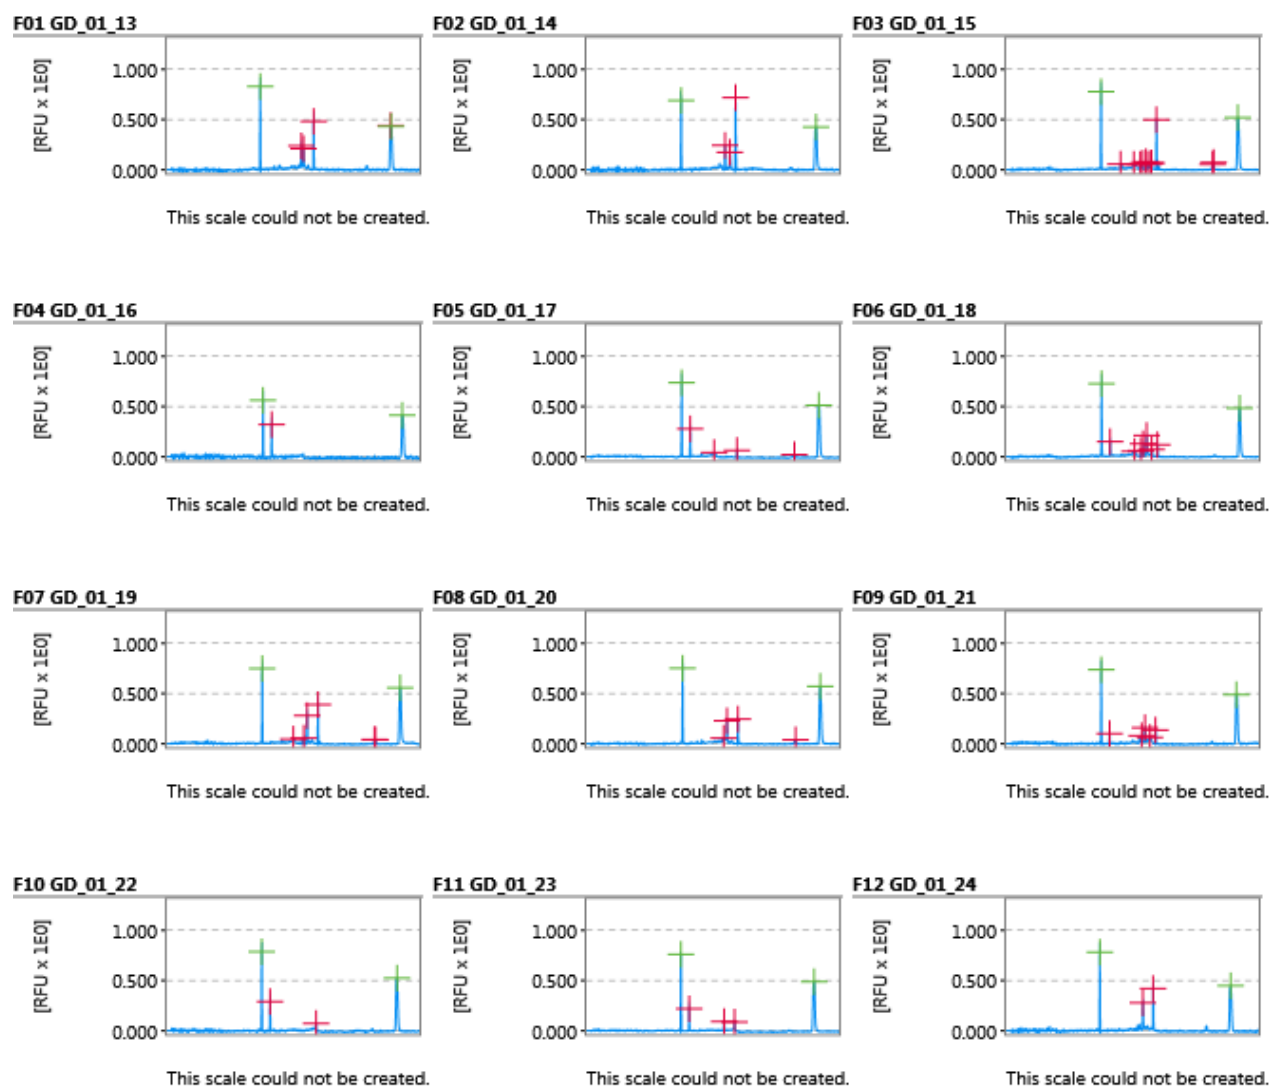 F01 GD_01_13 F02 GD_01_14 F03 GD_01_15
[RFU x 1E0] 1.000 0.500 0.000 [RFU x 1E0] 1.000 0.500 0.000 [RFU x 1E0] 1.000 0.500 0.000
This scale could not be created. This scale could not be created. This scale could not be created.
F04 GD_01_16 F05 GD_01_17 F06 GD_01_18
[RFU x 1E0] 1.000 0.500 0.000 [RFU x 1E0] 1.000 0.500 0.000 [RFU x 1E0] 1.000 0.500 0.000
This scale could not be created. This scale could not be created. This scale could not be created.
F07 GD_01_19 F08 GD_01_20 F09 GD_01_21
[RFU x 1E0] 1.000 0.500 0.000 [RFU x 1E0] 1.000 0.500 0.000 [RFU x 1E0] 1.000 0.500 0.000
This scale could not be created. This scale could not be created. This scale could not be created.
F10 GD_01_22 F11 GD_01_23 F12 GD_01_24
[RFU x 1E0] 1.000 0.500 0.000 [RFU x 1E0] 1.000 0.500 0.000 [RFU x 1E0] 1.000 0.500 0.000
This scale could not be created. This scale could not be created. This scale could not be created.